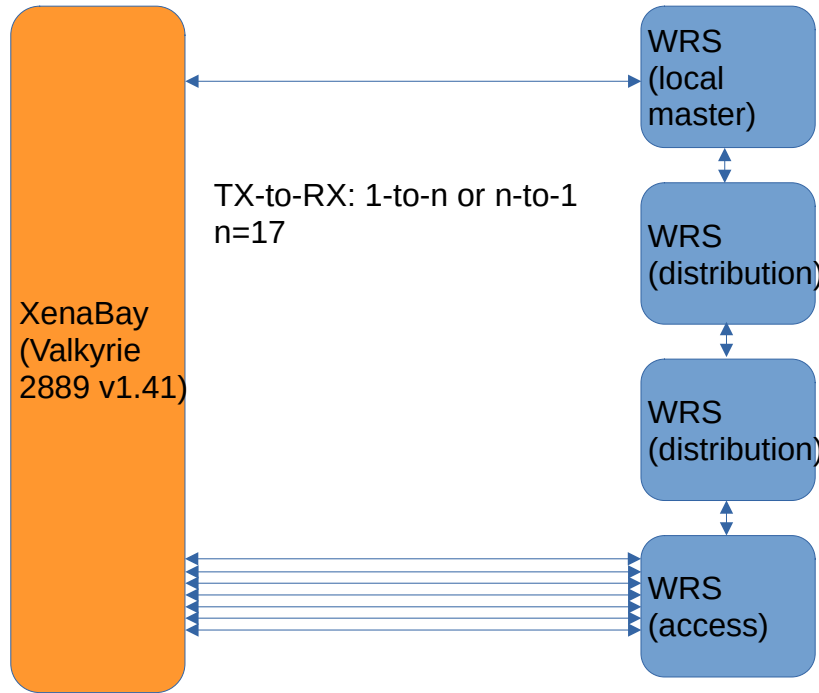 WRS
(local
master)
TX-to-RX: 1-to-n or n-to-1
n=17
WRS
(distribution)
XenaBay
(Valkyrie
2889 v1.41)
WRS
(distribution)
WRS
(access)